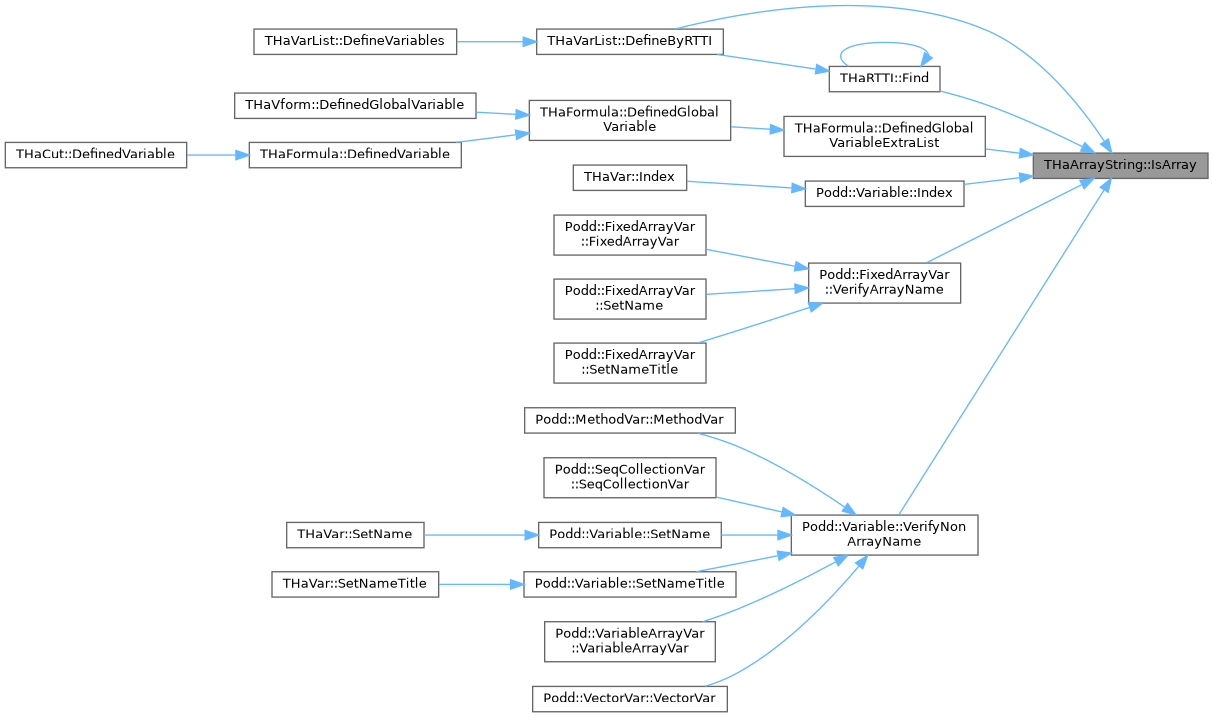 THaVarList::DefineVariables
THaVarList::DefineByRTTI
THaRTTI::Find
THaVform::DefinedGlobalVariable
THaFormula::DefinedGlobal
Variable
THaFormula::DefinedGlobal
VariableExtraList
THaCut::DefinedVariable
THaFormula::DefinedVariable
THaArrayString::IsArray
THaVar::Index
Podd::Variable::Index
Podd::FixedArrayVar
::FixedArrayVar
Podd::FixedArrayVar
::VerifyArrayName
Podd::FixedArrayVar
::SetName
Podd::FixedArrayVar
::SetNameTitle
Podd::MethodVar::MethodVar
Podd::SeqCollectionVar
::SeqCollectionVar
THaVar::SetName
Podd::Variable::SetName
Podd::Variable::VerifyNon
ArrayName
THaVar::SetNameTitle
Podd::Variable::SetNameTitle
Podd::VariableArrayVar
::VariableArrayVar
Podd::VectorVar::VectorVar